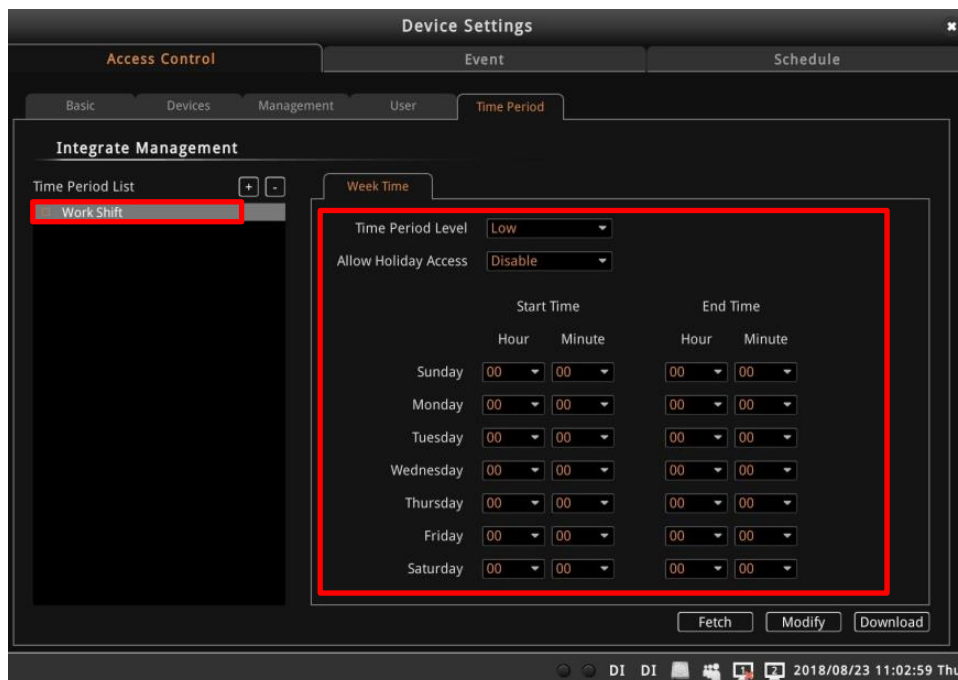 Device Settings
Access Control Event Schedule
Basic Devices Management User Time Period
Integrate Management
Time Period List + -
Week Time
Work Shift
Time Period Level Low
Allow Holiday Access Disable
Start Time End Time
Hour Minute Hour Minute
Sunday 00 00 00 00
Monday 00 00 00 00
Tuesday 00 00 00 00
Wednesday 00 00 00 00
Thursday 00 00 00 00
Friday 00 00 00 00
Saturday 00 00 00 00
Fetch Modify Download
DI DI 1 2 2018/08/23 11:02:59 Thu